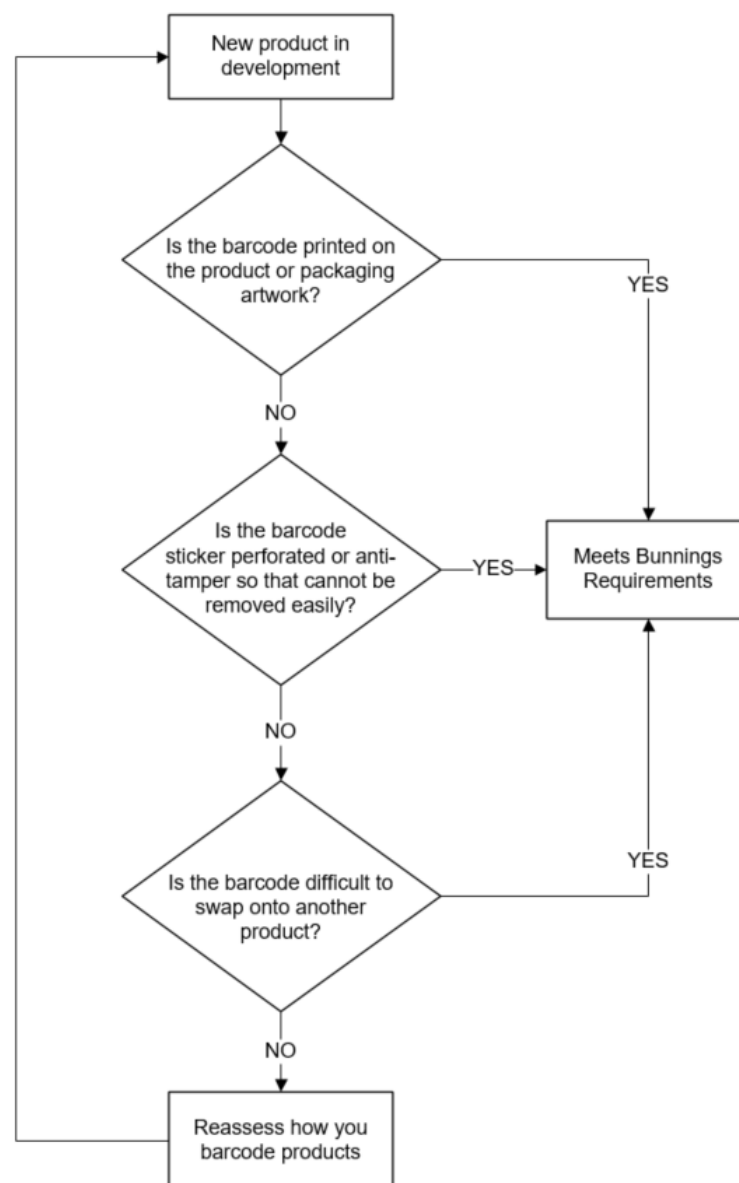 New product in
development
Is the barcode printed on
the product or packaging
artwork?
YES
NO
Is the barcode
sticker perforated or anti-
tamper so that cannot be
removed easily?
YES
Meets Bunnings
Requirements
NO
Is the barcode difficult to
swap onto another
product?
YES
NO
Reassess how you
barcode products